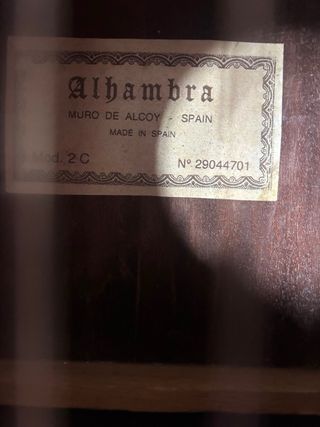 Alhambra
MURO DE ALCOY - SPAIN
MADE IN SPAIN
Mod. 2 C Nº 29044701